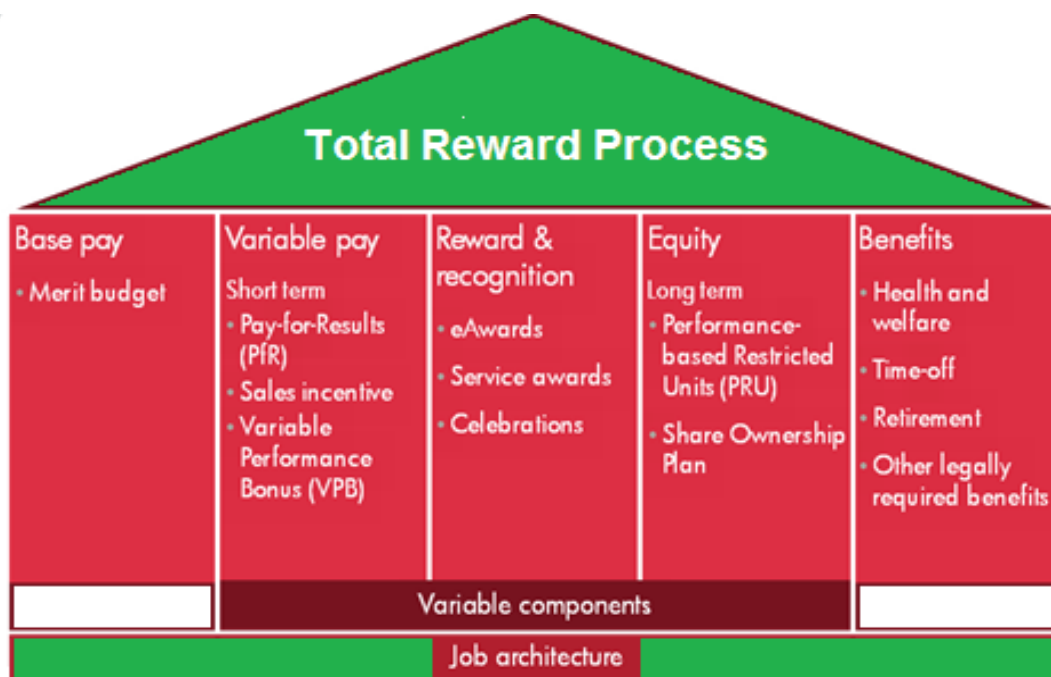 Total Reward Process
Base pay
• Merit budget
Variable pay
Short term
• Pay-for-Results
(PfR)
• Sales incentive
• Variable
Performance
Bonus (VPB)
Reward &
recognition
• eAwards
• Service awards
• Celebrations
Equity
Long term
• Performance-
based Restricted
Units (PRU)
• Share Ownership
Plan
Benefits
• Health and
welfare
• Time-off
• Retirement
• Other legally
required benefits
Variable components
Job architecture